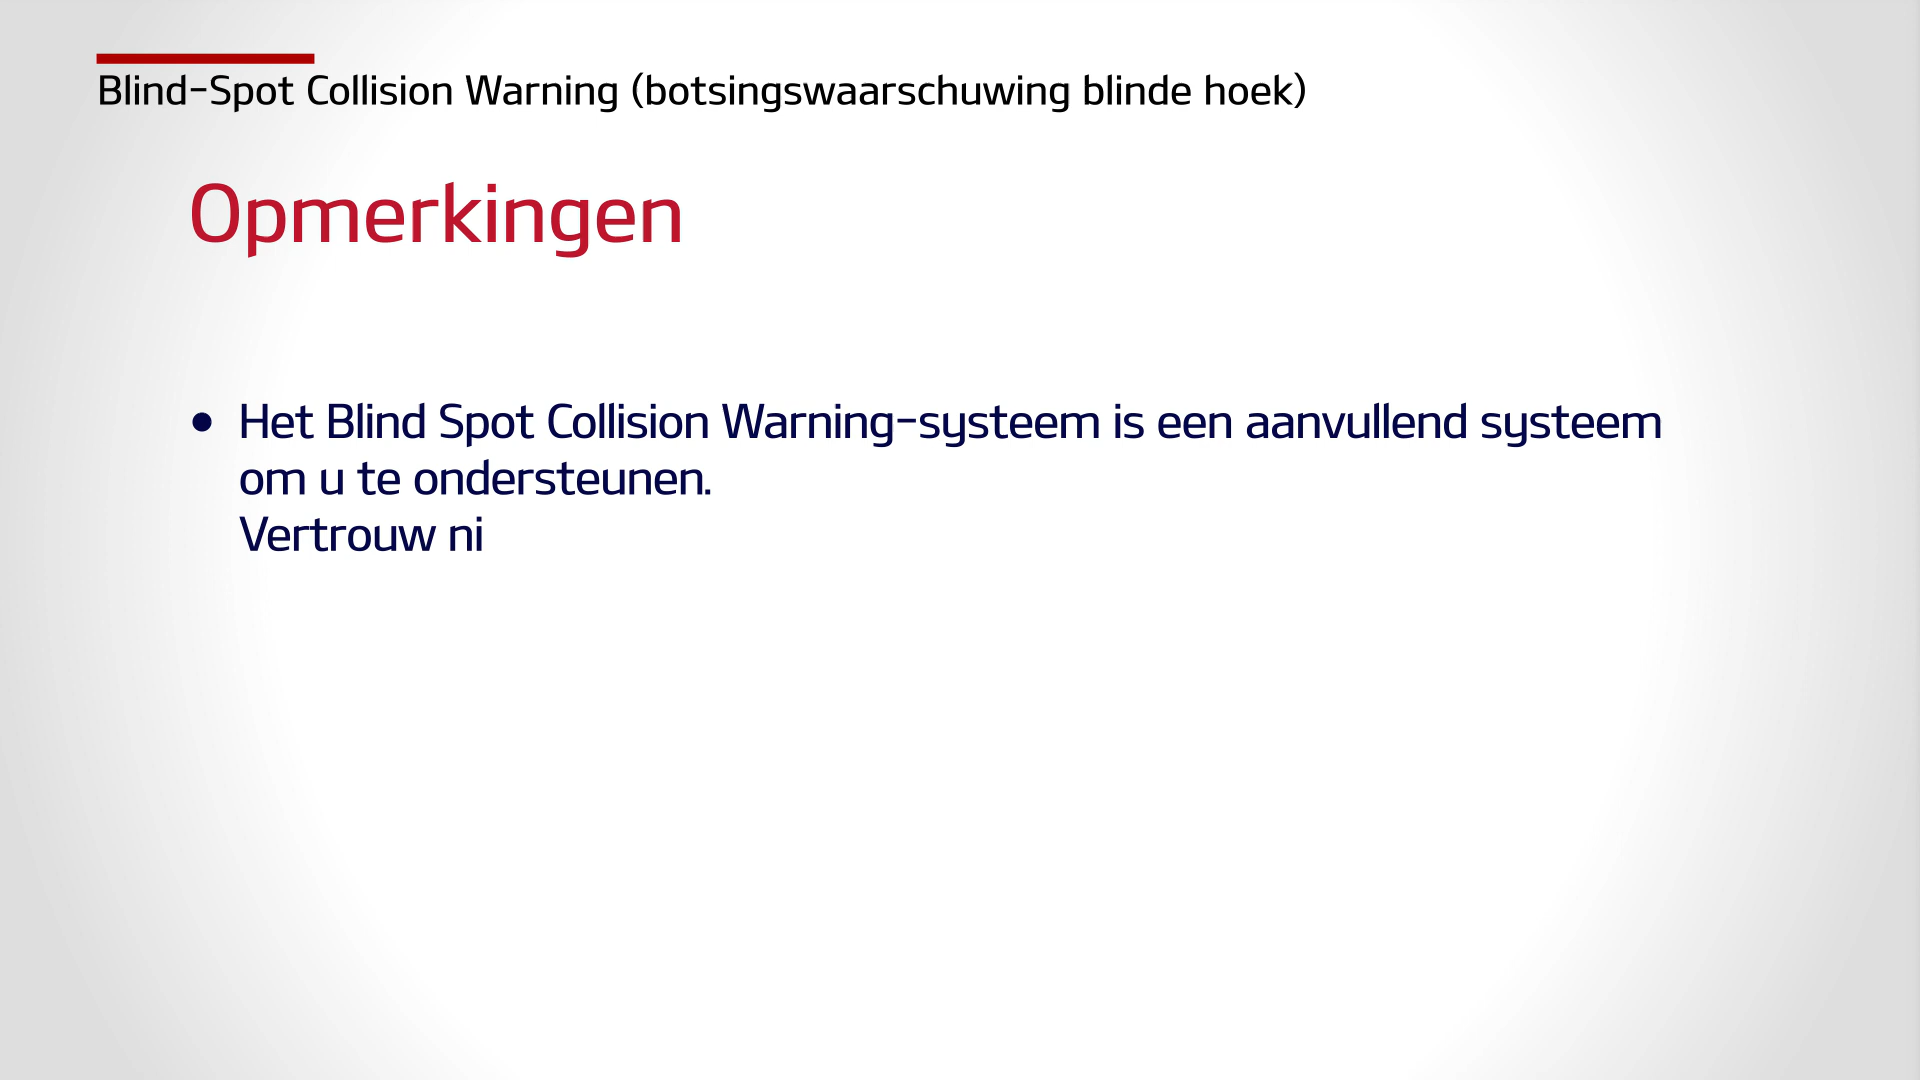 Blind-Spot Collision Warning (botsingswaarschuwing blinde hoek)
Opmerkingen
• Het Blind Spot Collision Warning-systeem is een aanvullend systeem
om u te ondersteunen.
Vertrouw ni